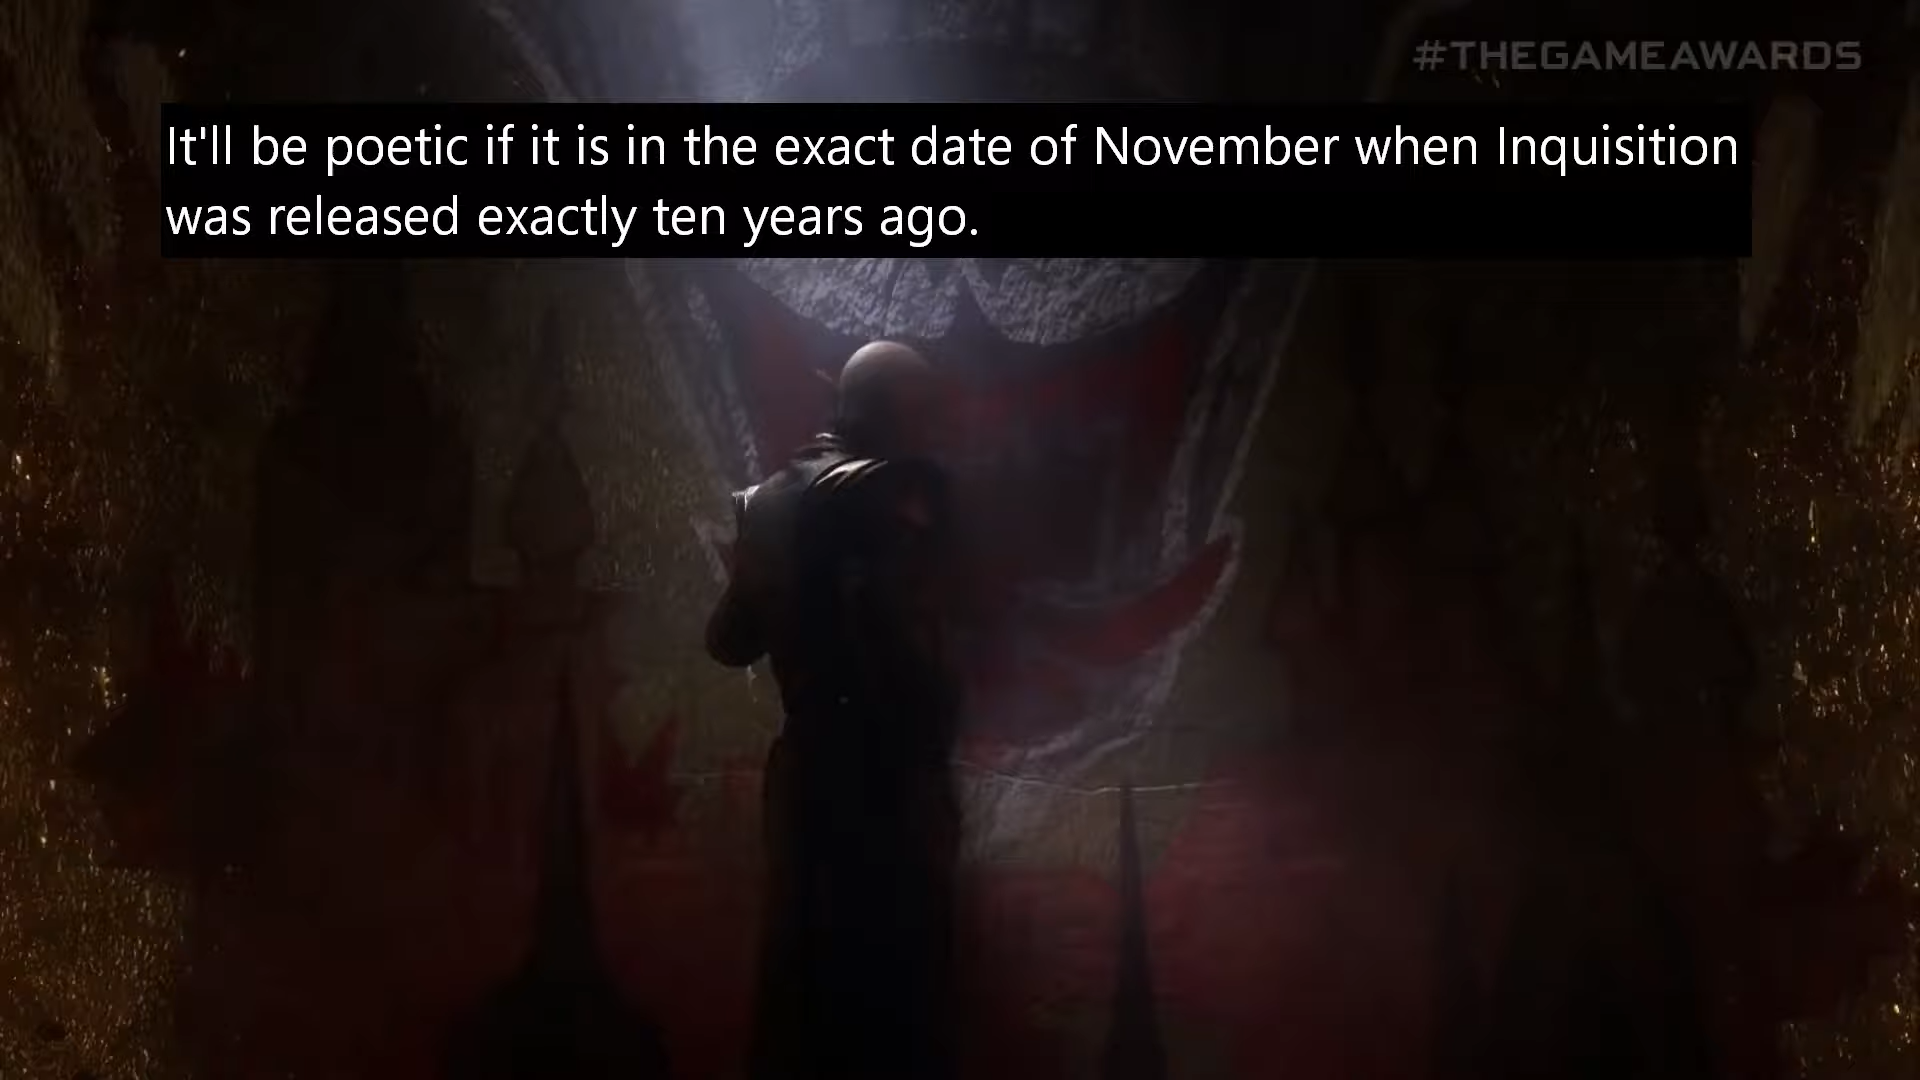 #THEGAMEAWARDS
It'll be poetic if it is in the exact date of November when Inquisition
was released exactly ten years ago.